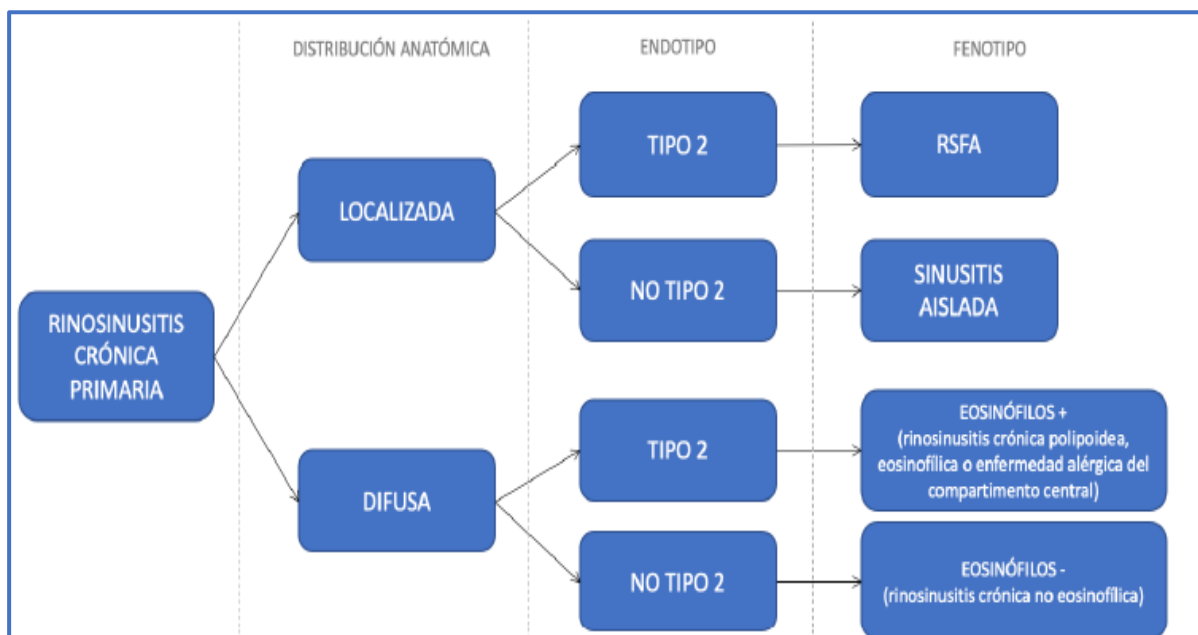 DISTRIBUCIÓN ANATÓMICA
ENDOTIPO
FENOTIPO
RINOSINUSITIS
CRÓNICA
PRIMARIA
LOCALIZADA
TIPO 2
RSFA
NO TIPO 2
SINUSITIS
AISLADA
DIFUSA
TIPO 2
EOSINÓFILOS +
(rinosinusitis crónica polipoidea,
eosinofílica o enfermedad alérgica del
compartimento central)
NO TIPO 2
EOSINÓFILOS -
(rinosinusitis crónica no eosinofílica)